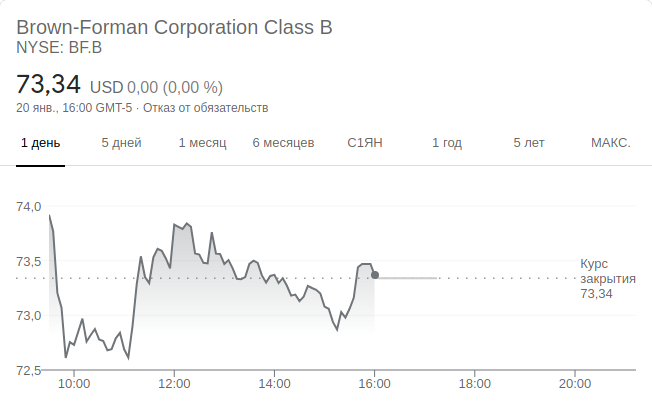 Brown-Forman Corporation Class B
NYSE: BF.B
73,34 USD 0,00 (0,00 %)
20 янв., 16:00 GMT-5 · Отказ от обязательств
1 день 5 дней 1 месяц 6 месяцев С1ЯН 1 год 5 лет МАКС.
74,0
73,5
73,0
72,5
Курс
закрытия
73,34
10:00 12:00 14:00 16:00 18:00 20:00